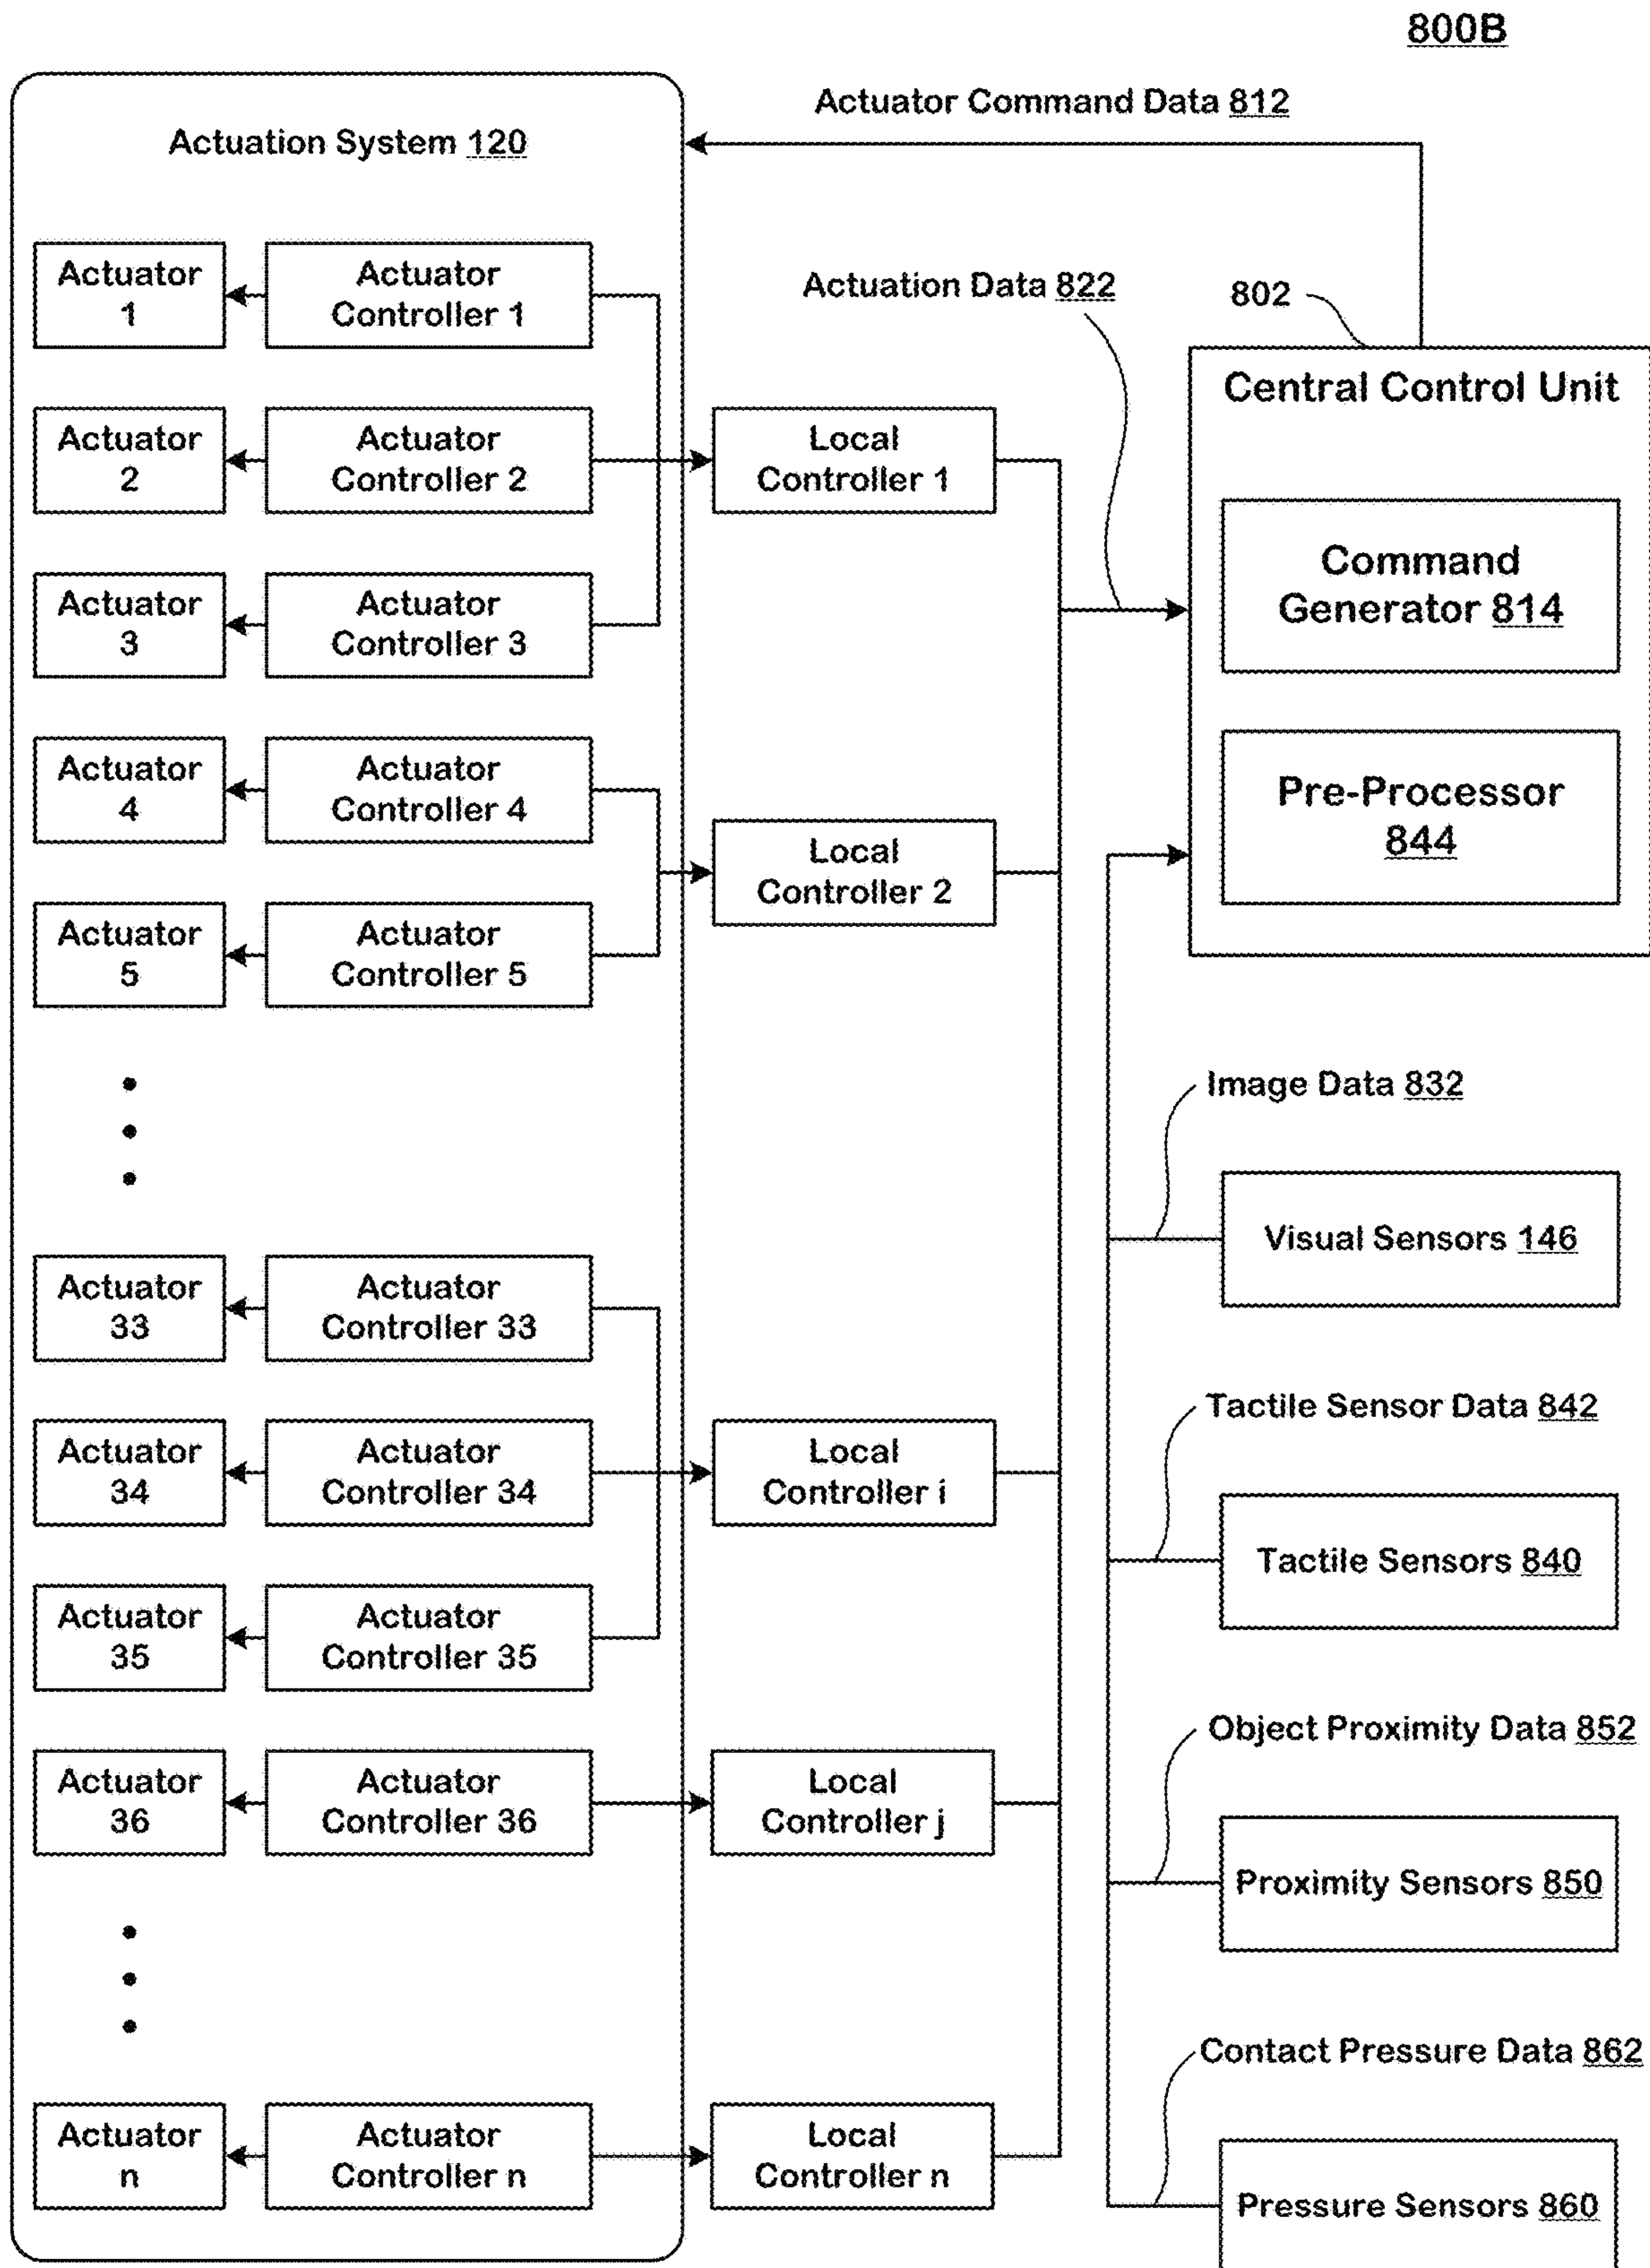 800B
Actuator Command Data 812
Actuation System 120
Actuation Data 822
802
Actuator
1
Actuator
Controller 1
Actuator
2
Actuator
Controller 2
Actuator
3
Actuator
Controller 3
Actuator
4
Actuator
Controller 4
Actuator
5
Actuator
Controller 5
Actuator
33
Actuator
Controller 33
Actuator
34
Actuator
Controller 34
Actuator
35
Actuator
Controller 35
Actuator
36
Actuator
Controller 36
Actuator
n
Actuator
Controller n
Local
Controller 1
Local
Controller 2
Local
Controller i
Local
Controller j
Local
Controller n
Central Control Unit
Command
Generator 814
Pre-Processor
844
Image Data 832
Visual Sensors 146
Tactile Sensor Data 842
Tactile Sensors 840
Object Proximity Data 852
Proximity Sensors 850
Contact Pressure Data 862
Pressure Sensors 860